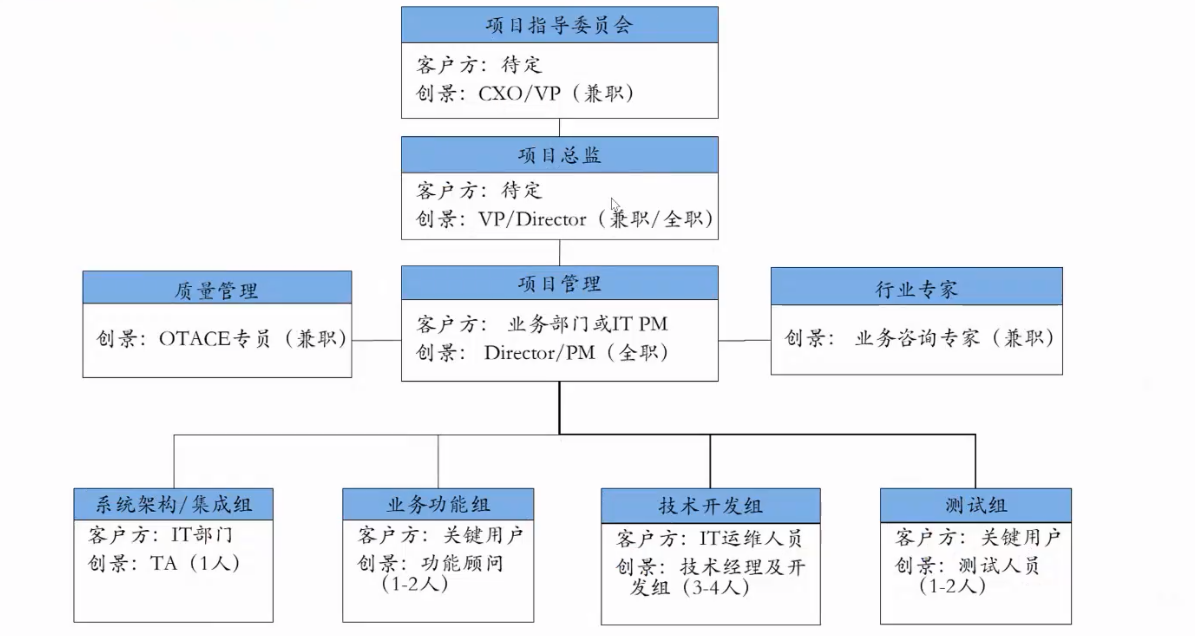 项目指导委员会
客户方：待定
创景：CXO/VP（兼职）
项目总监
客户方：待定
创景：VP/Director（兼职/全职）
质量管理
创景：OTACE专员（兼职）
项目管理
客户方： 业务部门或IT PM
创景： Director/PM（全职）
行业专家
创景： 业务咨询专家（兼职）
系统架构/集成组
客户方：IT部门
创景：TA（1人）
业务功能组
客户方：关键用户
创景：功能顾问
（1-2人）
技术开发组
客户方：IT运维人员
创景：技术经理及开
发组（3-4人）
测试组
客户方：关键用户
创景：测试人员
（1-2人）